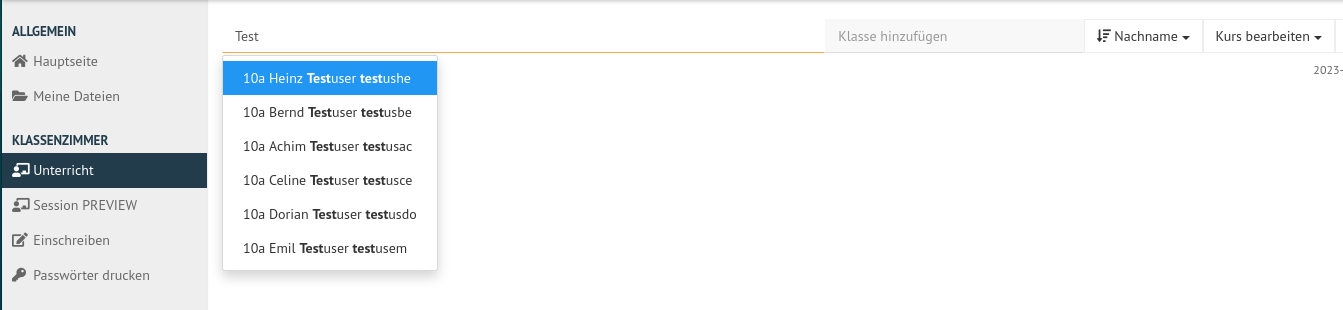 ALLGEMEIN
Hauptseite
Meine Dateien
KLASSENZIMMER
Unterricht
Session PREVIEW
Einschreiben
Passwörter drucken
Test
Klasse hinzufügen
Nachname
Kurs bearbeiten
2023-
10a Heinz Testuser testushe
10a Bernd Testuser testusbe
10a Achim Testuser testusac
10a Celine Testuser testusce
10a Dorian Testuser testusdo
10a Emil Testuser testusem